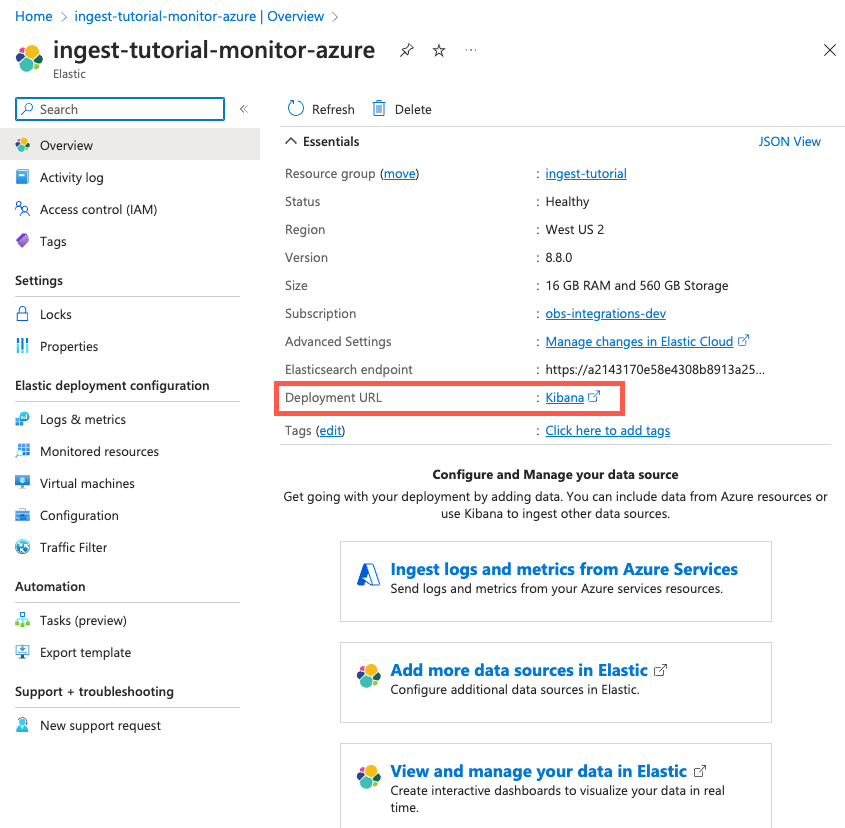 Home > ingest-tutorial-monitor-azure | Overview >
ingest-tutorial-monitor-azure
Elastic
Search
Overview
Activity log
Access control (IAM)
Tags
Settings
Locks
Properties
Elastic deployment configuration
Logs & metrics
Monitored resources
Virtual machines
Configuration
Traffic Filter
Automation
Tasks (preview)
Export template
Support + troubleshooting
New support request
Refresh Delete
Essentials JSON View
Resource group (move) : ingest-tutorial
Status : Healthy
Region : West US 2
Version : 8.8.0
Size : 16 GB RAM and 560 GB Storage
Subscription : obs-integrations-dev
Advanced Settings : Manage changes in Elastic Cloud
Elasticsearch endpoint : https://a2143170e58e4308b8913a25...
Deployment URL : Kibana
Tags (edit) : Click here to add tags
Configure and Manage your data source
Get going with your deployment by adding data. You can include data from Azure resources or
use Kibana to ingest other data sources.
Ingest logs and metrics from Azure Services
Send logs and metrics from your Azure services resources.
Add more data sources in Elastic
Configure additional data sources in Elastic.
View and manage your data in Elastic
Create interactive dashboards to visualize your data in real
time.